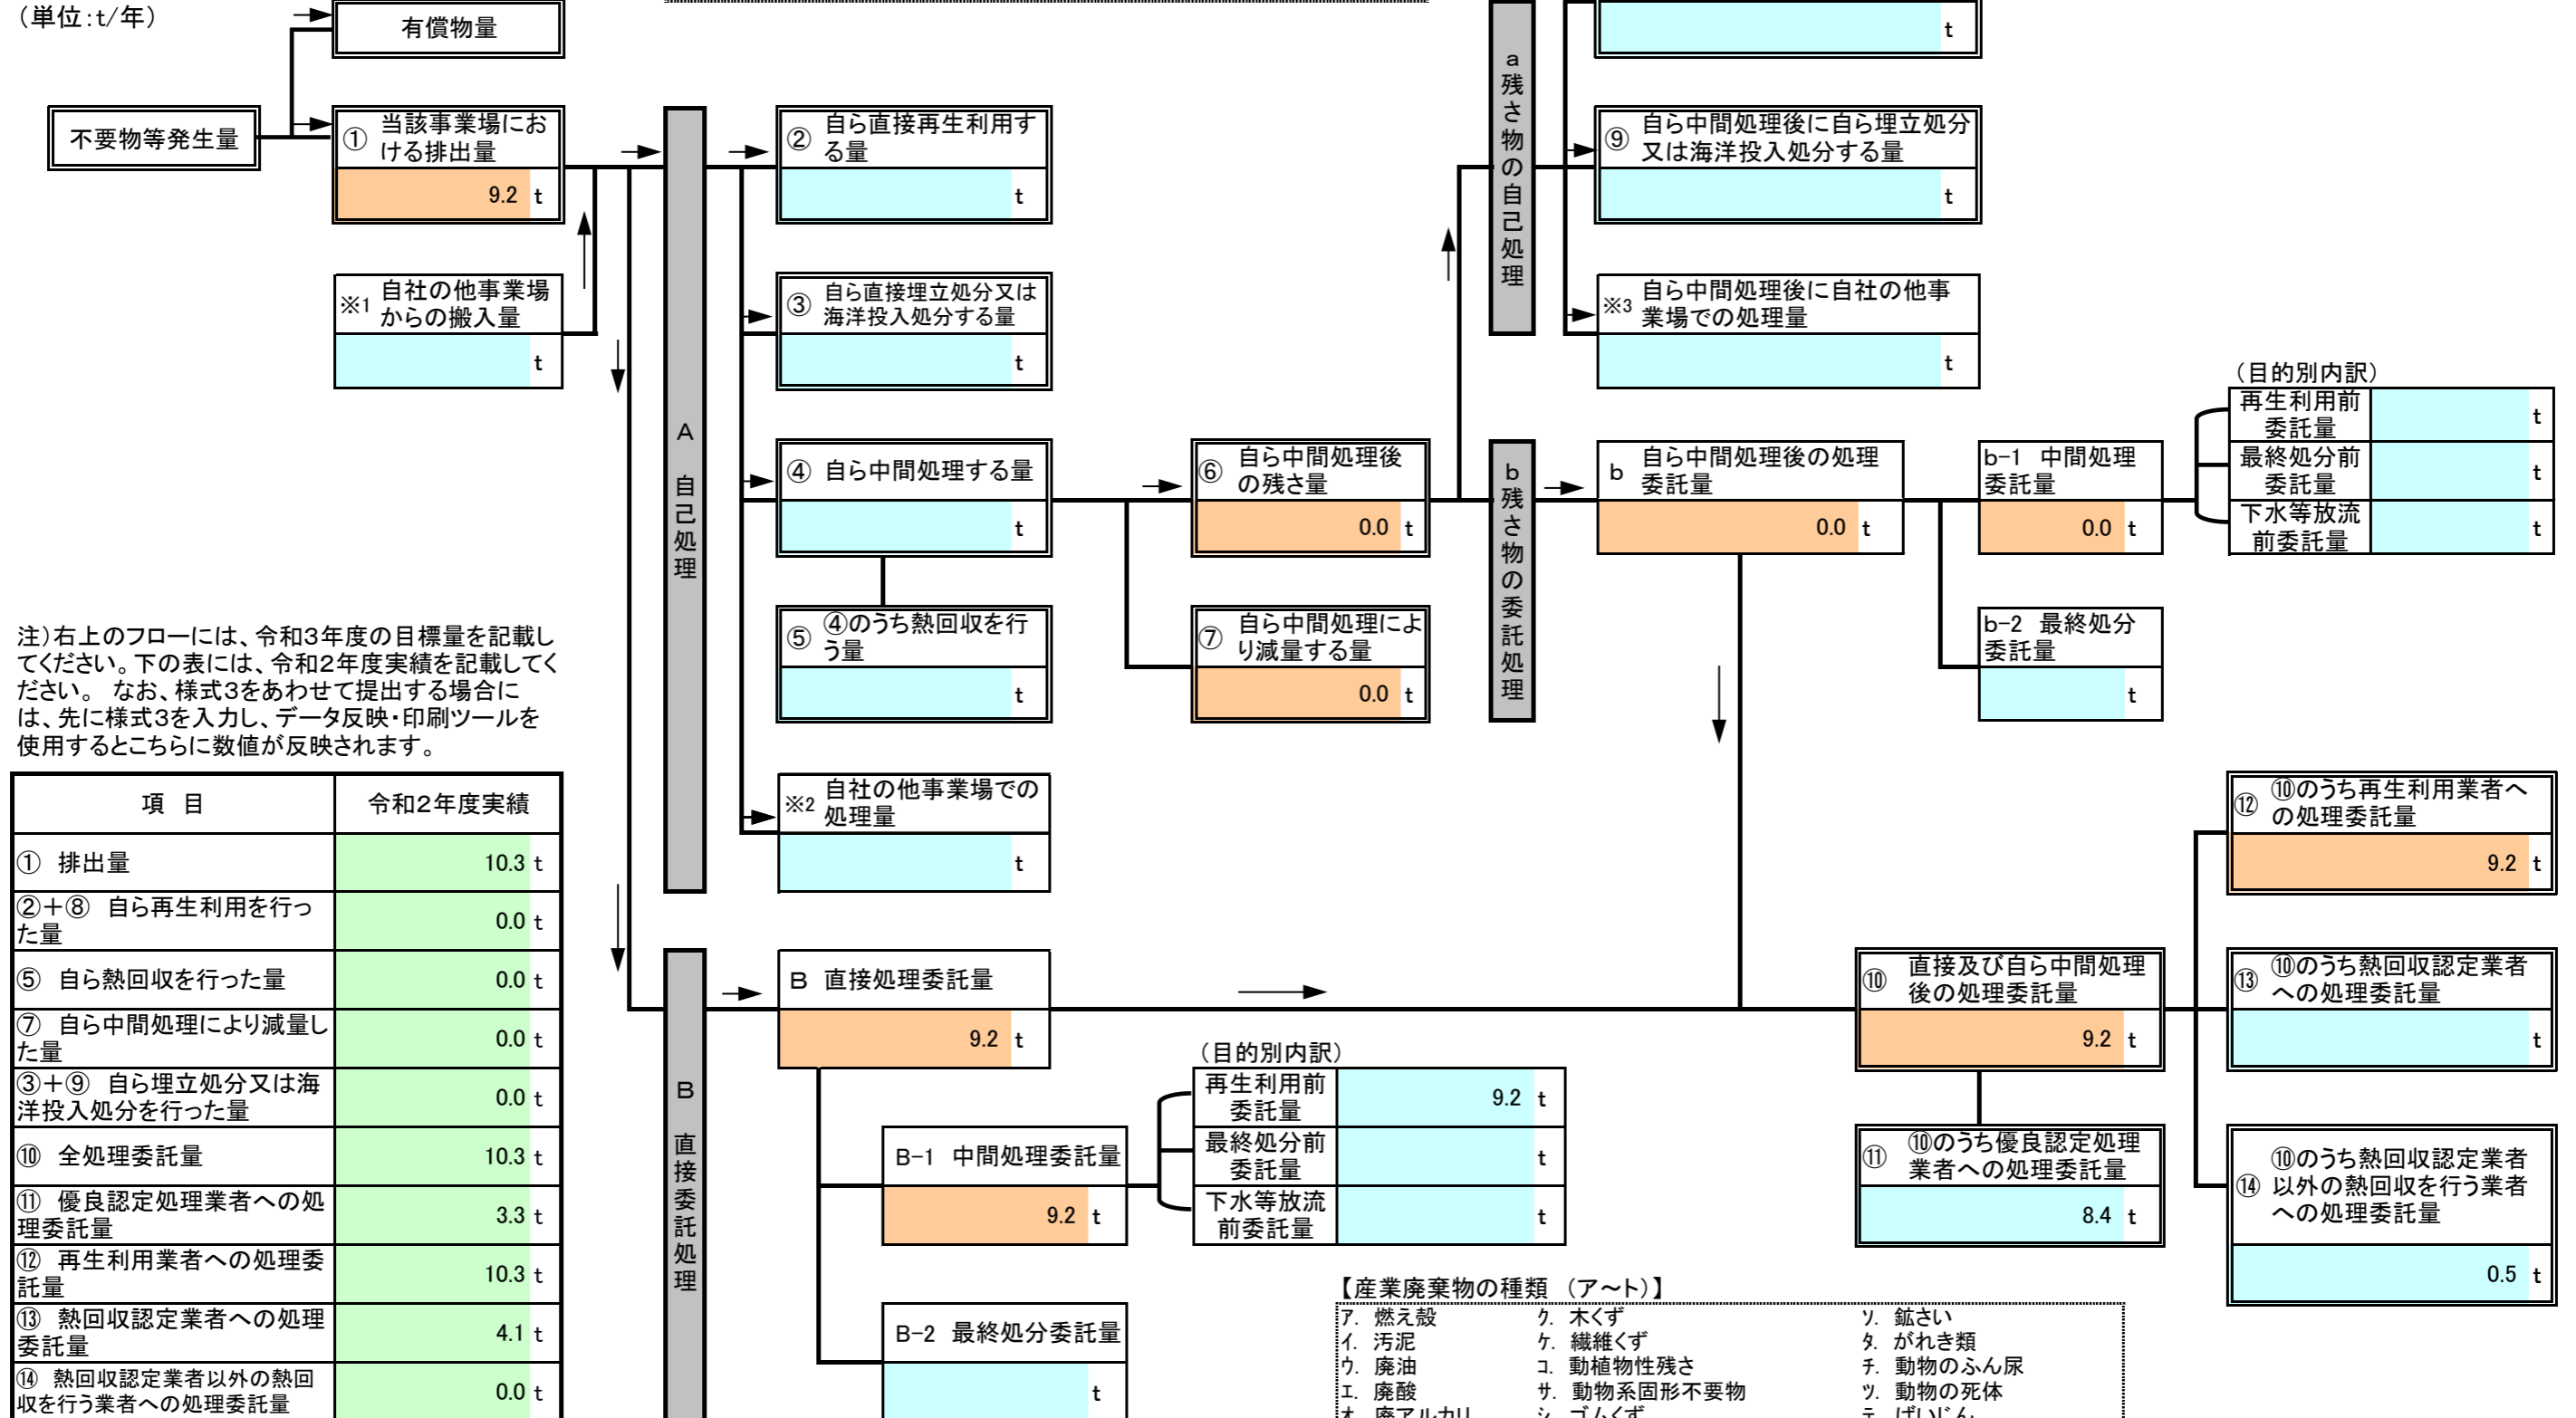 （単位：t/年）
有償物量
不要物等発生量
①
当該事業場にお
ける排出量
9.2 t
※1
自社の他事業場
からの搬入量
t
A 自己処理
②
自ら直接再生利用す
る量
t
③
自ら直接埋立処分又は
海洋投入処分する量
t
④ 自ら中間処理する量
t
⑤
④のうち熱回収を行
う量
t
※2
自社の他事業場での
処理量
t
⑥
自ら中間処理後
の残さ量
0.0 t
⑦
自ら中間処理によ
り減量する量
0.0 t
a 残さ物の自己処理
t
⑨
自ら中間処理後に自ら埋立処分
又は海洋投入処分する量
t
※3
自ら中間処理後に自社の他事
業場での処理量
t
b 残さ物の委託処理
b
自ら中間処理後の処理
委託量
0.0 t
b-1 中間処理
委託量
0.0 t
（目的別内訳）
再生利用前
委託量
t
最終処分前
委託量
t
下水等放流
前委託量
t
b-2 最終処分
委託量
t
注）右上のフローには、令和3年度の目標量を記載し
てください。下の表には、令和2年度実績を記載してく
ださい。 なお、様式3をあわせて提出する場合に
は、先に様式3を入力し、データ反映・印刷ツールを
使用するとこちらに数値が反映されます。
項 目 令和2年度実績
① 排出量 10.3 t
②＋⑧ 自ら再生利用を行っ
た量
0.0 t
⑤ 自ら熱回収を行った量 0.0 t
⑦ 自ら中間処理により減量し
た量
0.0 t
③＋⑨ 自ら埋立処分又は海
洋投入処分を行った量
0.0 t
⑩ 全処理委託量 10.3 t
⑪ 優良認定処理業者への処
理委託量
3.3 t
⑫ 再生利用業者への処理委
託量
10.3 t
⑬ 熱回収認定業者への処理
委託量
4.1 t
⑭ 熱回収認定業者以外の熱回
収を行う業者への処理委託量
0.0 t
B 直接委託処理
B 直接処理委託量
9.2 t
B-1 中間処理委託量
9.2 t
（目的別内訳）
再生利用前
委託量
9.2 t
最終処分前
委託量
t
下水等放流
前委託量
t
B-2 最終処分委託量
t
⑩
直接及び自ら中間処理
後の処理委託量
9.2 t
⑪
⑩のうち優良認定処理
業者への処理委託量
8.4 t
⑫
⑩のうち再生利用業者へ
の処理委託量
9.2 t
⑬
⑩のうち熱回収認定業者
への処理委託量
t
⑭
⑩のうち熱回収認定業者
以外の熱回収を行う業者
への処理委託量
0.5 t
【産業廃棄物の種類 （ア～ト）】
ア. 燃え殻 ク. 木くず ソ. 鉱さい
イ. 汚泥 ケ. 繊維くず タ. がれき類
ウ. 廃油 コ. 動植物性残さ チ. 動物のふん尿
エ. 廃酸 サ. 動物系固形不要物 ツ. 動物の死体
オ. 廃アルカリ シ. ゴムくず テ. ばいじん